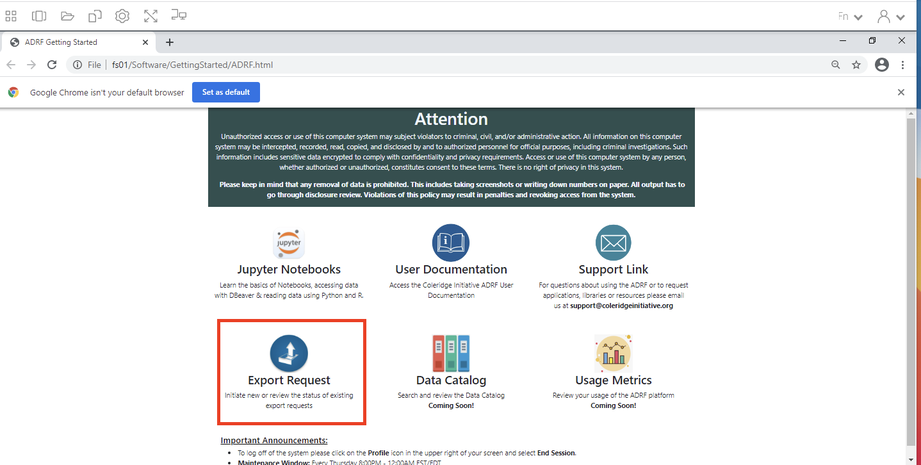 Fn
ADRF Getting Started
File | fs01/Software/GettingStarted/ADRF.html
Google Chrome isn't your default browser Set as default
Attention
Unauthorized access or use of this computer system may subject violators to criminal, civil, and/or administrative action. All information on this computer
system may be intercepted, recorded, read, copied, and disclosed by and to authorized personnel for official purposes, including criminal investigations. Such
information includes sensitive data encrypted to comply with confidentiality and privacy requirements. Access or use of this computer system by any person,
whether authorized or unauthorized, constitutes consent to these terms. There is no right of privacy in this system.
Please keep in mind that any removal of data is prohibited. This includes taking screenshots or writing down numbers on paper. All output has to
go through disclosure review. Violations of this policy may result in penalties and revoking access from the system.
jupyter
Jupyter Notebooks
Learn the basics of Notebooks, accessing data
with DBeaver & reading data using Python and R.
User Documentation
Access the Coleridge Initiative ADRF User
Documentation
Support Link
For questions about using the ADRF or to request
applications, libraries or resources please email
us at support@coleridgeinitiative.org
Export Request
Initiate new or review the status of existing
export requests
Data Catalog
Search and review the Data Catalog
Coming Soon!
Usage Metrics
Review your usage of the ADRF platform
Coming Soon!
Important Announcements:
• To log off of the system please click on the Profile icon in the upper right of your screen and select End Session.
• Maintenance Window: Every Thursday 8:00PM - 12:00AM EST/EDT